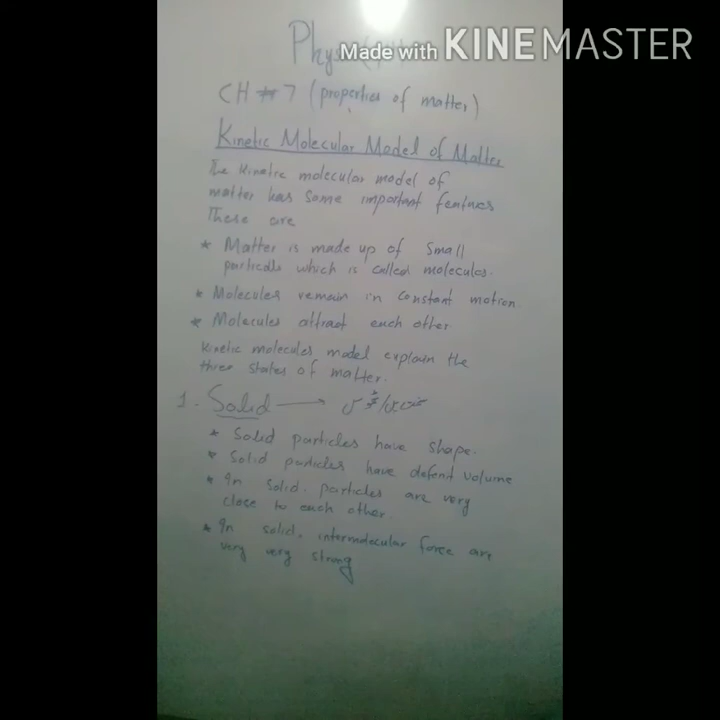 Made with KINEMASTER
CH # 7 (properties of matter)
Kinetic Molecular Model of Matter
The Kinetic molecular model of
matter has some important featrues
These are
* Matter is made up of Small
particalls which is called moleculos.
* Molecules remain in constant motion
* Molecules attract each other
Kinetic molecules model explain the
three states of matter.
1. Solid →
* Solid particles have shape.
* Solid particles have defent volume
* In Solid. particles are very
close to each other.
* In solid, intermolecular force are
very very strong